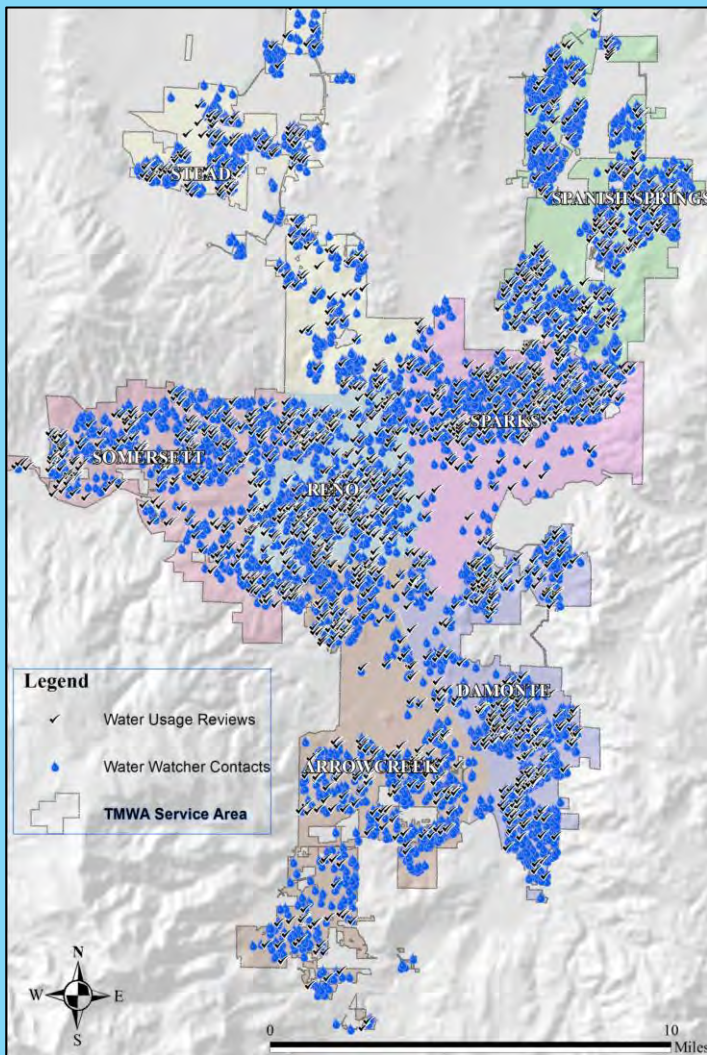 STEAD
SPANISH SPRINGS
SPARKS
SOMERSETT
RENO
Legend
Water Usage Reviews
Water Watcher Contacts
TMWA Service Area
DAMONTE
ARROWCREEK
N
W E
S
0 10
Miles